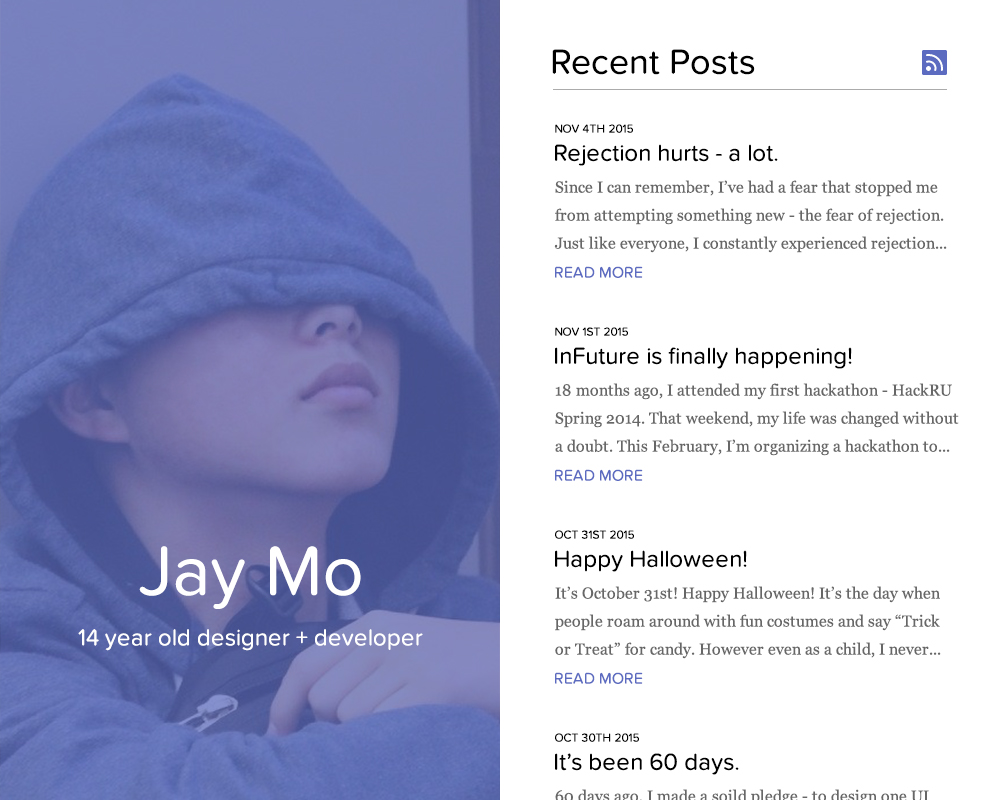 Jay Mo
14 year old designer + developer
Recent Posts
NOV 4TH 2015
Rejection hurts - a lot.
Since I can remember, I’ve had a fear that stopped me
from attempting something new - the fear of rejection.
Just like everyone, I constantly experienced rejection...
READ MORE
NOV 1ST 2015
InFuture is finally happening!
18 months ago, I attended my first hackathon - HackRU
Spring 2014. That weekend, my life was changed without
a doubt. This February, I’m organizing a hackathon to...
READ MORE
OCT 31ST 2015
Happy Halloween!
It’s October 31st! Happy Halloween! It’s the day when
people roam around with fun costumes and say “Trick
or Treat” for candy. However even as a child, I never...
READ MORE
OCT 30TH 2015
It’s been 60 days.
60 days ago, I made a soild pledge - to design one UI